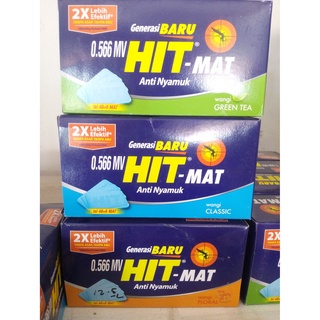 2X Lebih Efektif*
Generasi BARU
0.566 MV HIT-MAT
Anti Nyamuk
wangi
GREEN TEA
2X Lebih Efektif*
Generasi BARU
0.566 MV HIT-MAT
Anti Nyamuk
wangi
CLASSIC
2X Lebih Efektif*
Generasi BARU
0.566 MV HIT-MAT
Anti Nyamuk
wangi